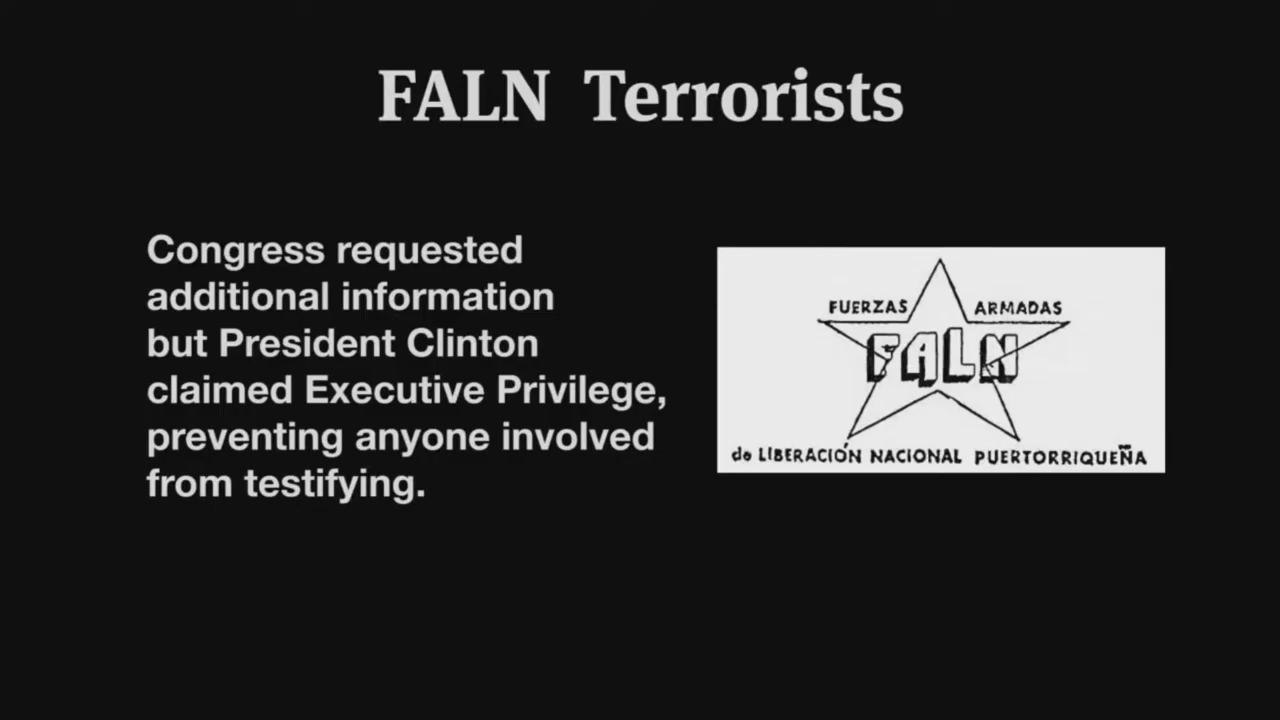 FALN Terrorists
Congress requested
additional information
but President Clinton
claimed Executive Privilege,
preventing anyone involved
from testifying.
FUERZAS ARMADAS
FALN
de LIBERACIÓN NACIONAL PUERTORRIQUEÑA